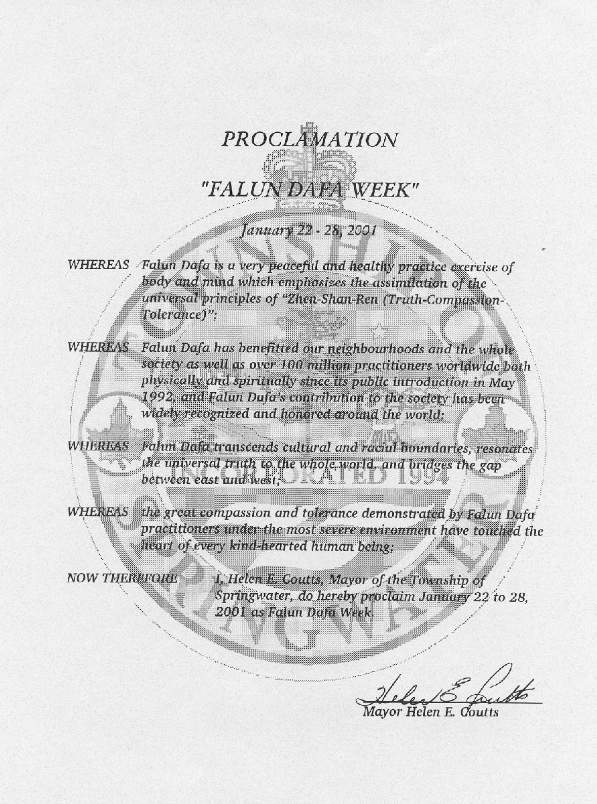 PROCLAMATION
"FALUN DAFA WEEK"
January 22 - 28, 2001
WHEREAS Falun Dafa is a very peaceful and healthy practice exercise of
body and mind which emphasizes the assimilation of the
universal principles of "Zhen-Shan-Ren (Truth-Compassion-
Tolerance)";
WHEREAS Falun Dafa has benefitted our neighbourhoods and the whole
society as well as over 100 million practitioners worldwide both
physically and spiritually since its public introduction in May
1992, and Falun Dafa's contribution to the society has been
widely recognized and honored around the world;
WHEREAS Falun Dafa transcends cultural and racial boundaries, resonates
the universal truth to the whole world, and bridges the gap
between east and west;
WHEREAS the great compassion and tolerance demonstrated by Falun Dafa
practitioners under the most severe environment have touched the
heart of every kind-hearted human being;
NOW THEREFORE I, Helen E. Coutts, Mayor of the Township of
Springwater, do hereby proclaim January 22 to 28,
2001 as Falun Dafa Week.
Helen E Coutts
Mayor Helen E. Coutts
TOWNSHIP OF
INCORPORATED 1994
SPRINGWATER